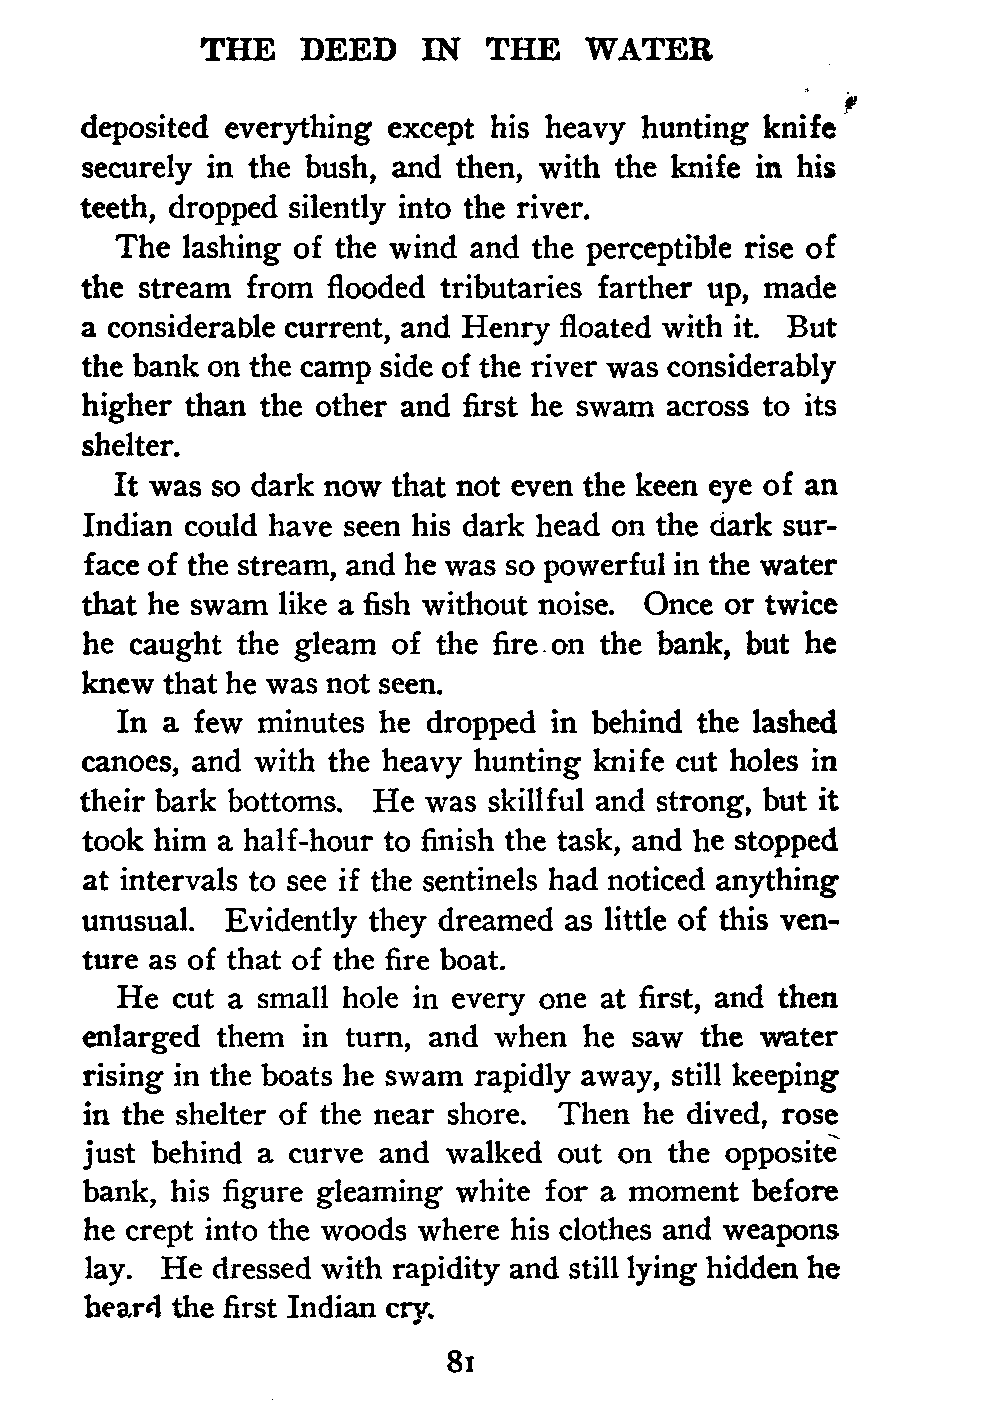 THE DEED IN THE WATER
deposited everything except his heavy hunting knife
securely in the bush, and then, with the knife in his
teeth, dropped silently into the river.
The lashing of the wind and the perceptible rise of
the stream from flooded tributaries farther up, made
a considerable current, and Henry floated with it. But
the bank on the camp side of the river was considerably
higher than the other and first he swam across to its
shelter.
It was so dark now that not even the keen eye of an
Indian could have seen his dark head on the dark sur-
face of the stream, and he was so powerful in the water
that he swam like a fish without noise. Once or twice
he caught the gleam of the fire on the bank, but he
knew that he was not seen.
In a few minutes he dropped in behind the lashed
canoes, and with the heavy hunting knife cut holes in
their bark bottoms. He was skillful and strong, but it
took him a half-hour to finish the task, and he stopped
at intervals to see if the sentinels had noticed anything
unusual. Evidently they dreamed as little of this ven-
ture as of that of the fire boat.
He cut a small hole in every one at first, and then
enlarged them in turn, and when he saw the water
rising in the boats he swam rapidly away, still keeping
in the shelter of the near shore. Then he dived, rose
just behind a curve and walked out on the opposite
bank, his figure gleaming white for a moment before
he crept into the woods where his clothes and weapons
lay. He dressed with rapidity and still lying hidden he
heard the first Indian cry.
81